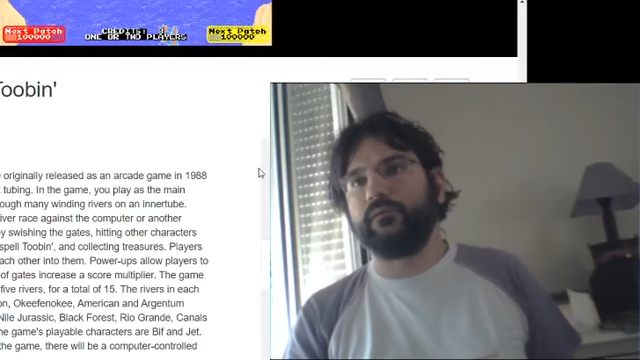 Next Patch
100000
CREDITS:
ONE OR TWO PLAYERS
Next Patch
100000
Toobin'
originally released as an arcade game in 1988
tubing. In the game, you play as the main
ough many winding rivers on an innertube.
iver race against the computer or another
by swishing the gates, hitting other characters
spell Toobin', and collecting treasures. Players
each other into them. Power-ups allow players to
of gates increase a score multiplier. The game
five rivers, for a total of 15. The rivers in each
on, Okeefenokee, American and Argentum
Nile Jurassic, Black Forest, Rio Grande, Canals
he game's playable characters are Bif and Jet.
the game, there will be a computer-controlled